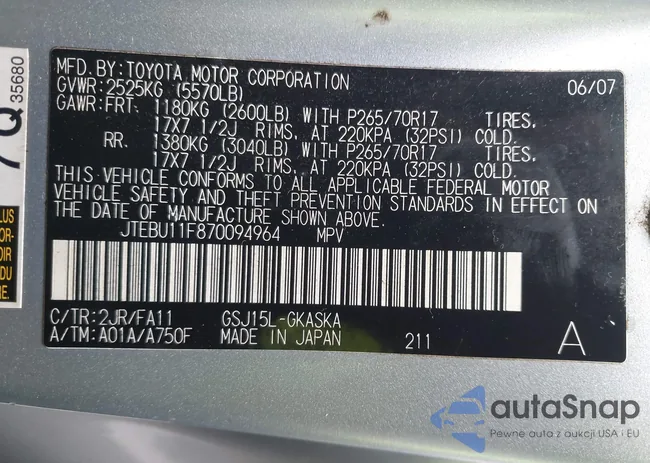 MFD.BY:TOYOTA MOTOR CORPORATION 06/07
GVWR:2525KG (5570LB)
GAWR:FRT: 1180KG (2600LB) WITH P265/70R17 TIRES,
17X7 1/2J RIMS, AT 220KPA (32PSI) COLD.
RR. 1380KG (3040LB) WITH P265/70R17 TIRES,
17X7 1/2J RIMS, AT 220KPA (32PSI) COLD.
THIS VEHICLE CONFORMS TO ALL APPLICABLE FEDERAL MOTOR
VEHICLE SAFETY AND THEFT PREVENTION STANDARDS IN EFFECT ON
THE DATE OF MANUFACTURE SHOWN ABOVE.
JTEBU11F870094964 MPV
C/TR:2JR/FA11 GSJ15L-GKASKA
A/TM:A01A/A750F MADE IN JAPAN 211 A
Q 35680
PLUS
OR-
DIR
DU
E
autaSnap
Pewne auta z aukcji USA i EU